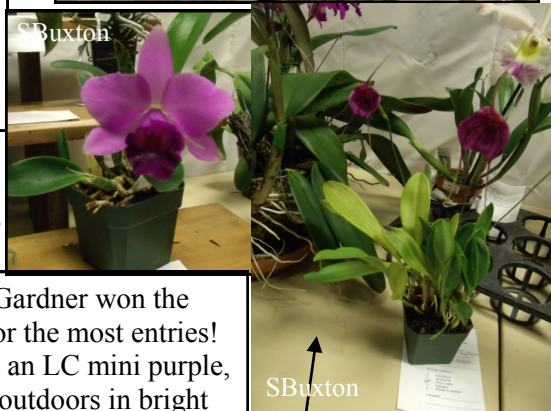 SBuxton
Gardner won the
or the most entries!
an LC mini purple,
outdoors in bright
SBuxton